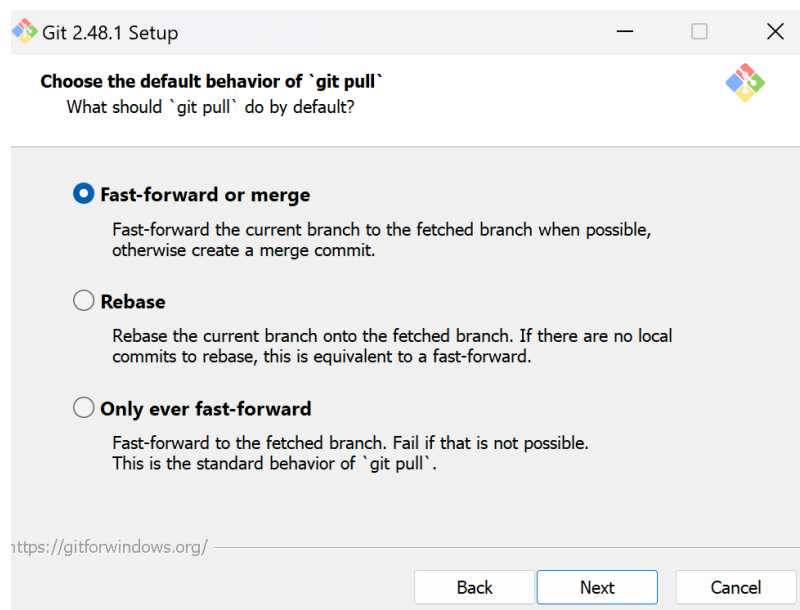 Git 2.48.1 Setup
Choose the default behavior of `git pull`
What should `git pull` do by default?
Fast-forward or merge
Fast-forward the current branch to the fetched branch when possible,
otherwise create a merge commit.
Rebase
Rebase the current branch onto the fetched branch. If there are no local
commits to rebase, this is equivalent to a fast-forward.
Only ever fast-forward
Fast-forward to the fetched branch. Fail if that is not possible.
This is the standard behavior of `git pull`.
https://gitforwindows.org/
Back Next Cancel